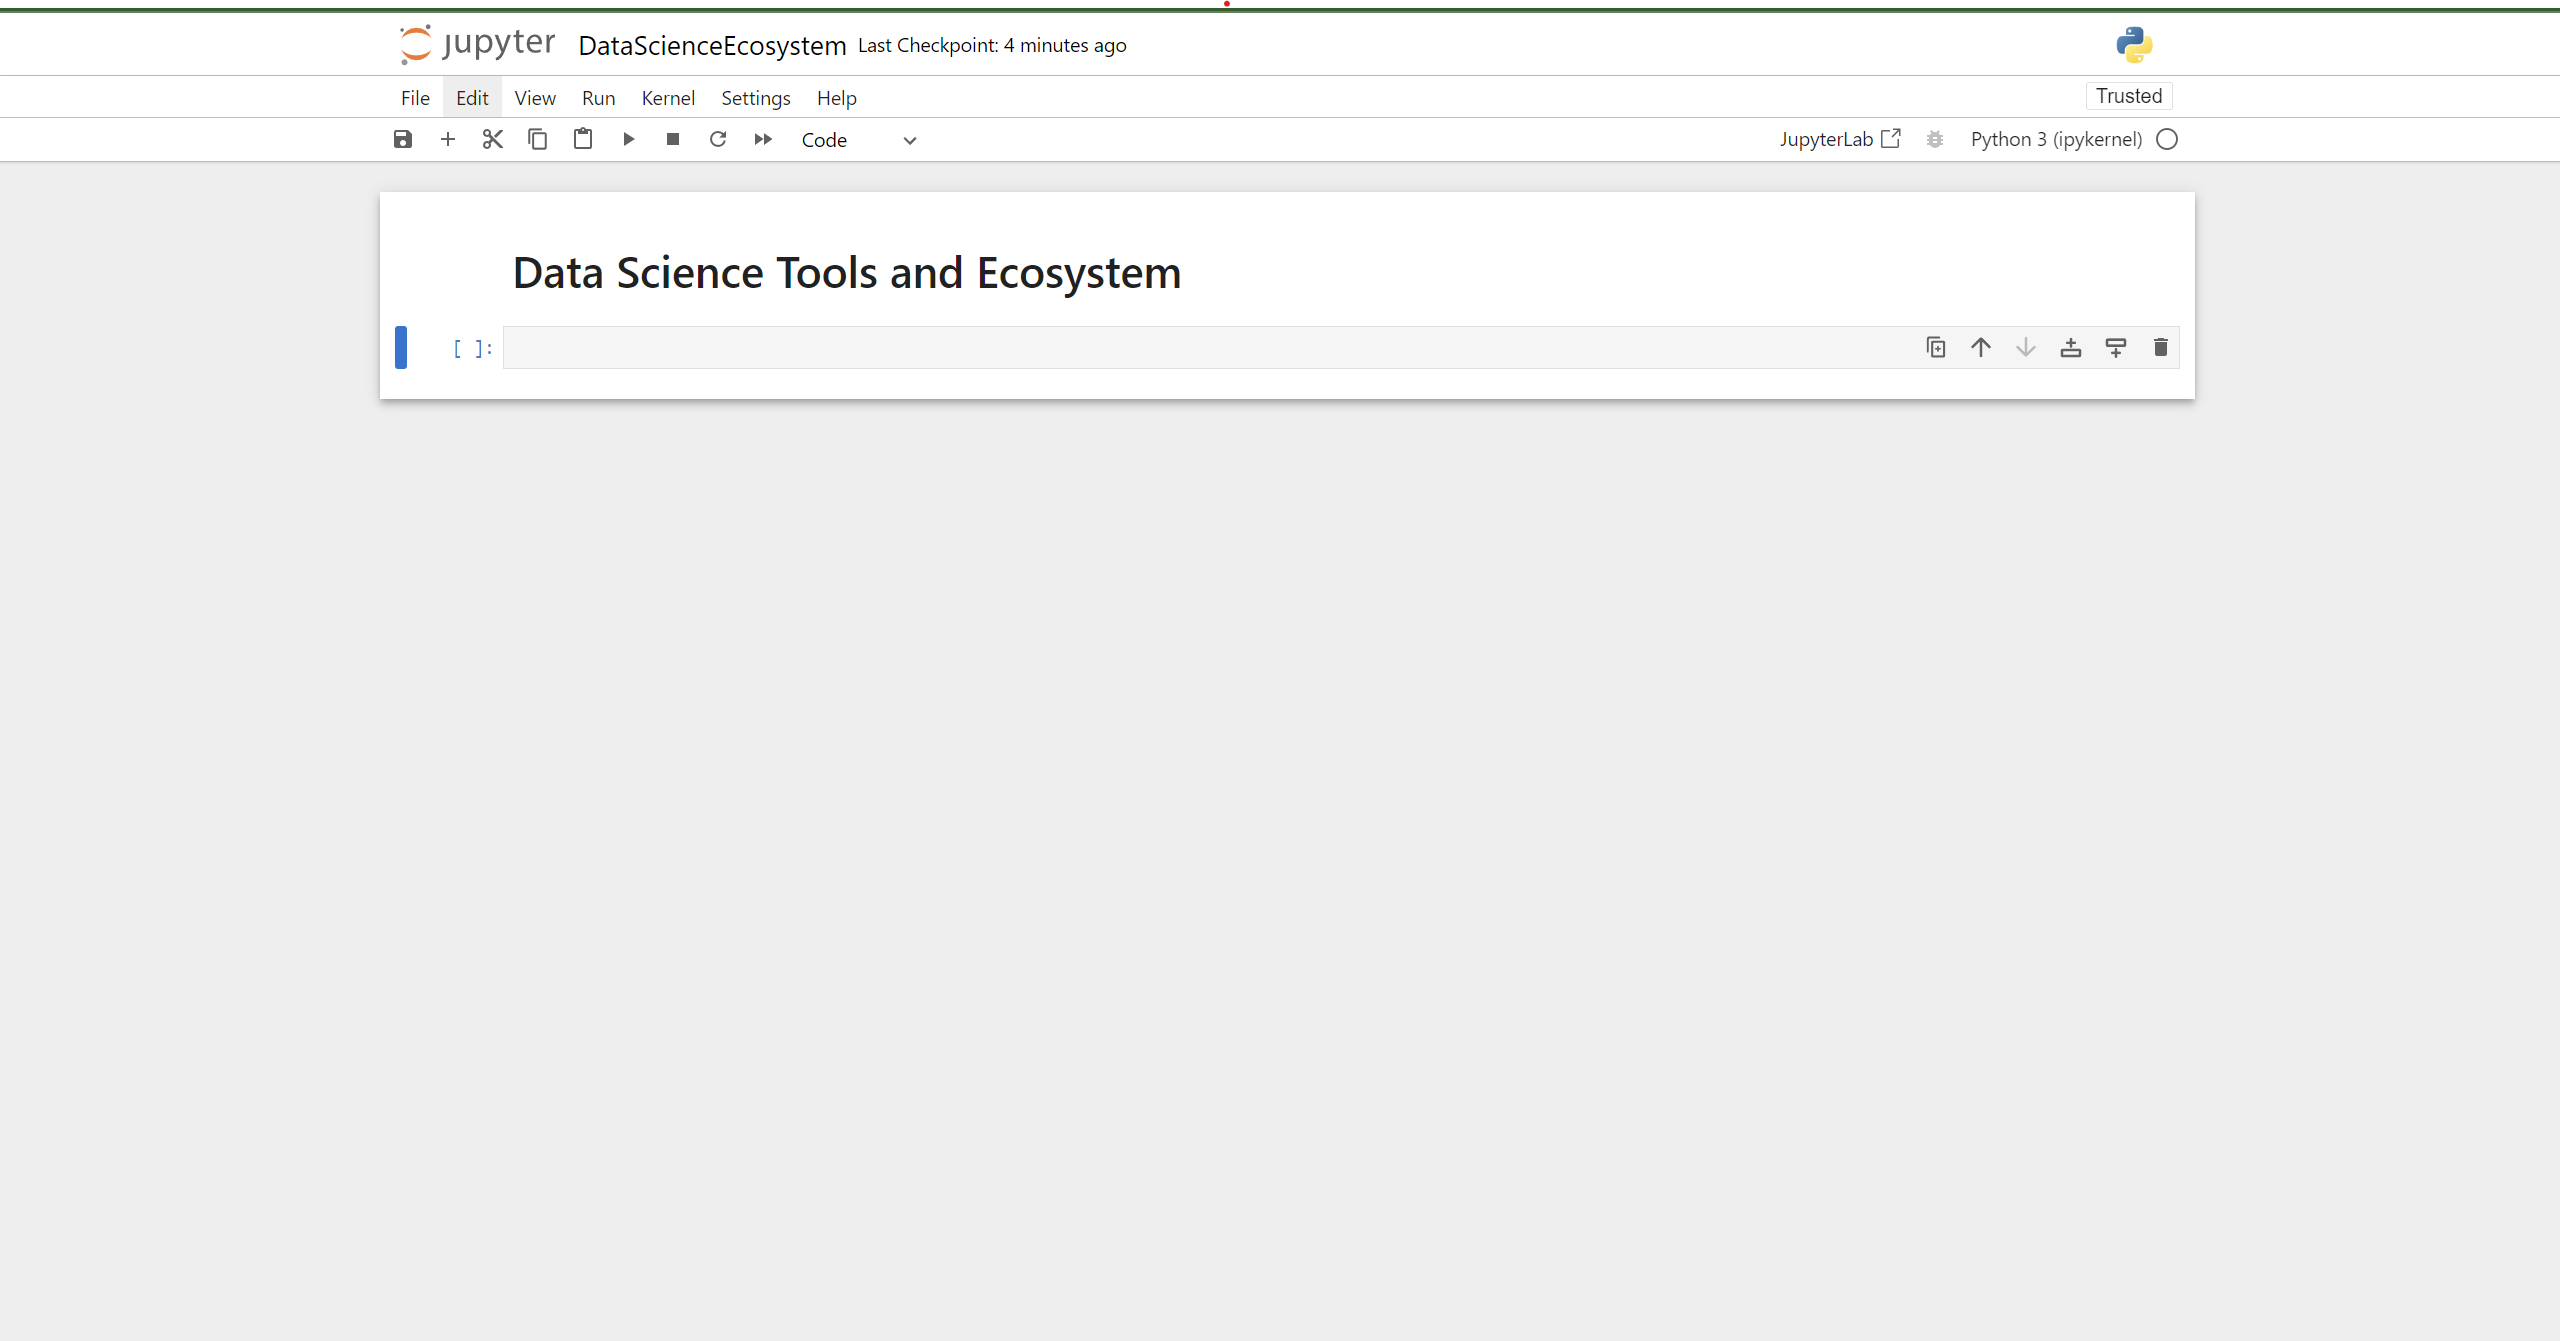 jupyter DataScienceEcosystem Last Checkpoint: 4 minutes ago
File Edit View Run Kernel Settings Help Trusted
Code JupyterLab Python 3 (ipykernel)
Data Science Tools and Ecosystem
[ ]: